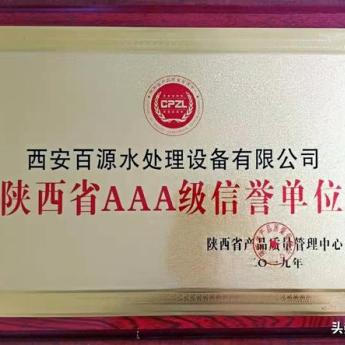 CPZL
西安百源水处理设备有限公司
陕西省AAA级信誉单位
陕西省产品质量管理中心
二〇一九年
头